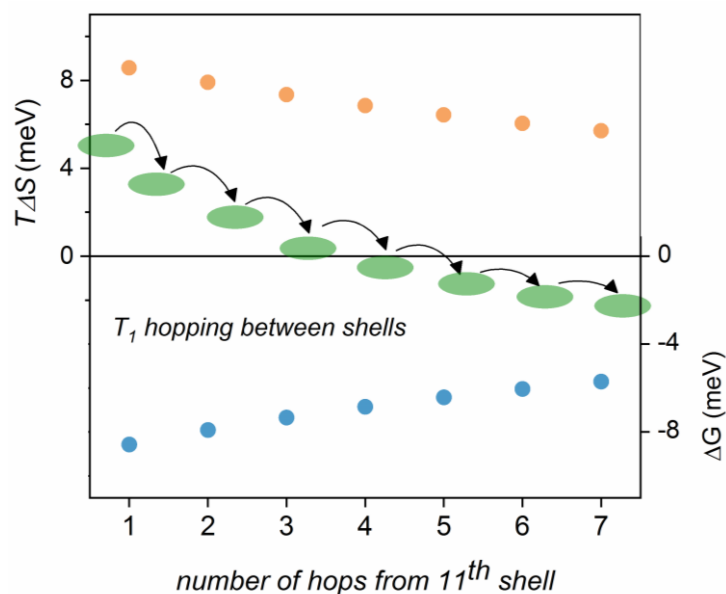 8
4
0
TΔS (meV)
0
-4
-8
ΔG (meV)
T₁ hopping between shells
1 2 3 4 5 6 7
number of hops from 11ᵗʰ shell